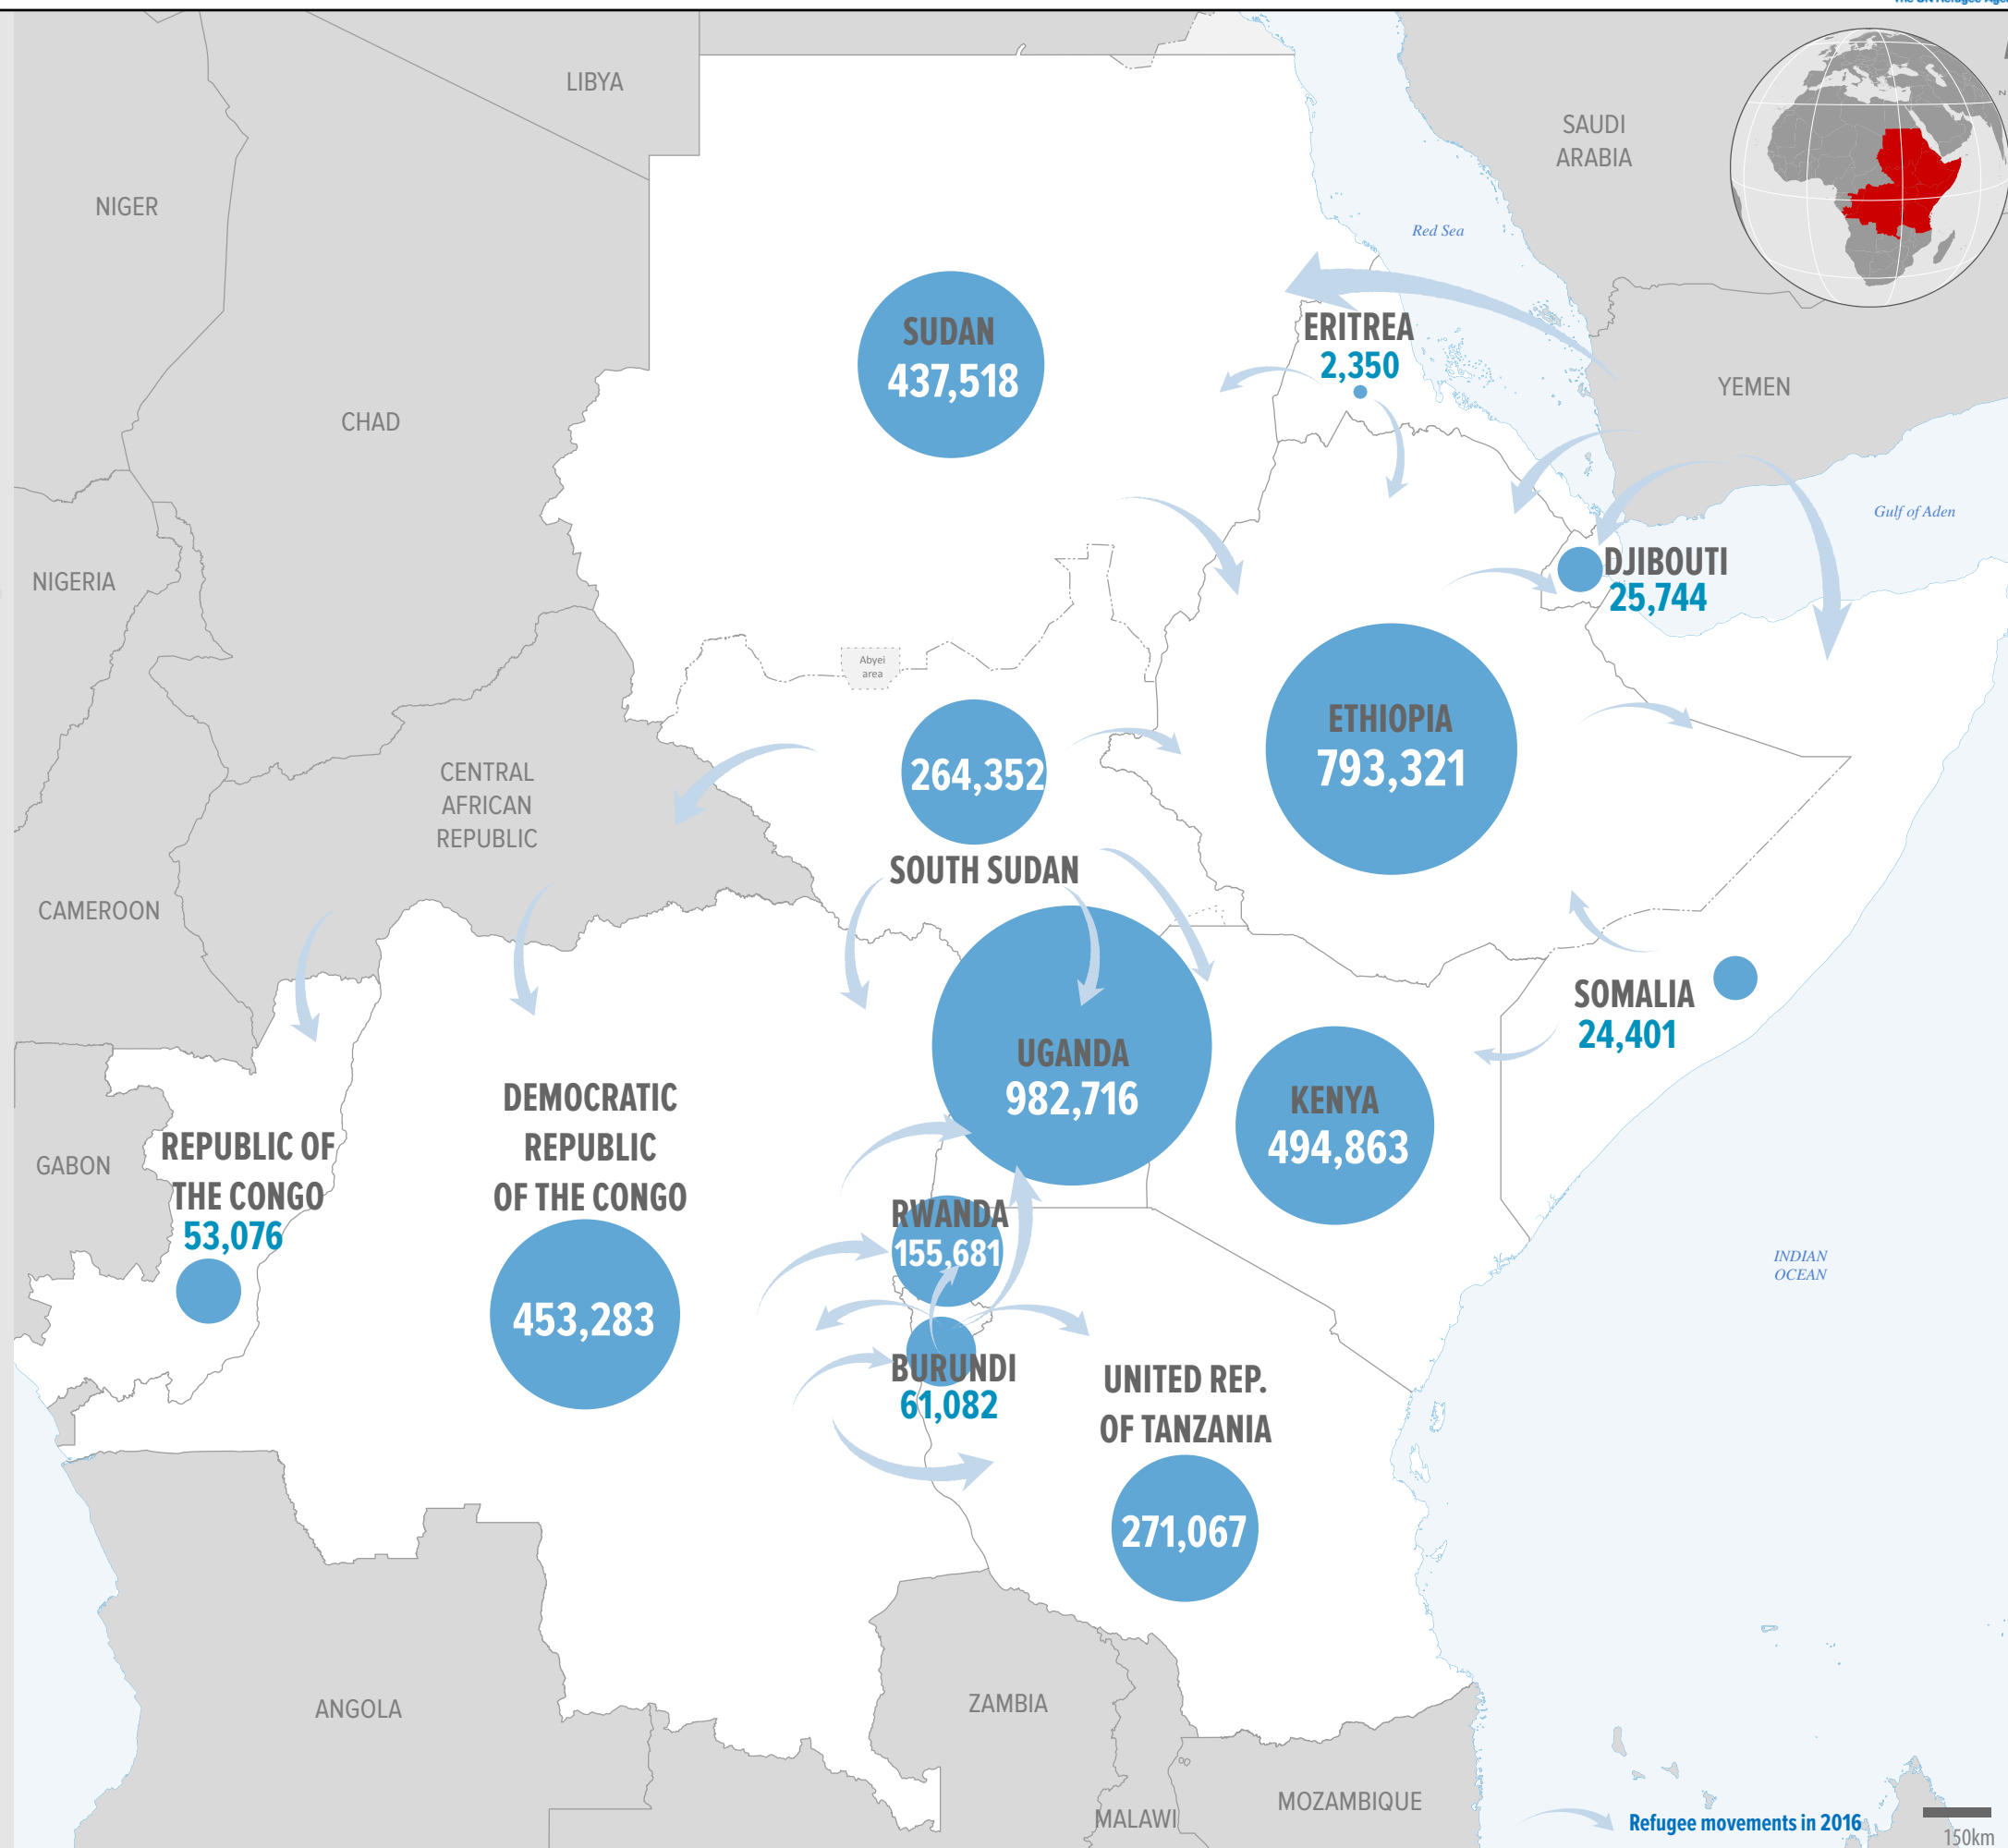 LIBYA
SAUDI
ARABIA
NIGER
Red Sea
SUDAN
437,518
ERITREA
2,350
YEMEN
CHAD
Gulf of Aden
DJIBOUTI
25,744
NIGERIA
Abyei
area
ETHIOPIA
793,321
264,352
SOUTH SUDAN
CENTRAL
AFRICAN
REPUBLIC
CAMEROON
SOMALIA
24,401
UGANDA
982,716
KENYA
494,863
DEMOCRATIC
REPUBLIC
OF THE CONGO
453,283
GABON
REPUBLIC OF
THE CONGO
53,076
RWANDA
155,681
INDIAN
OCEAN
BURUNDI
61,082
UNITED REP.
OF TANZANIA
271,067
ANGOLA
ZAMBIA
MALAWI
MOZAMBIQUE
Refugee movements in 2016
150km